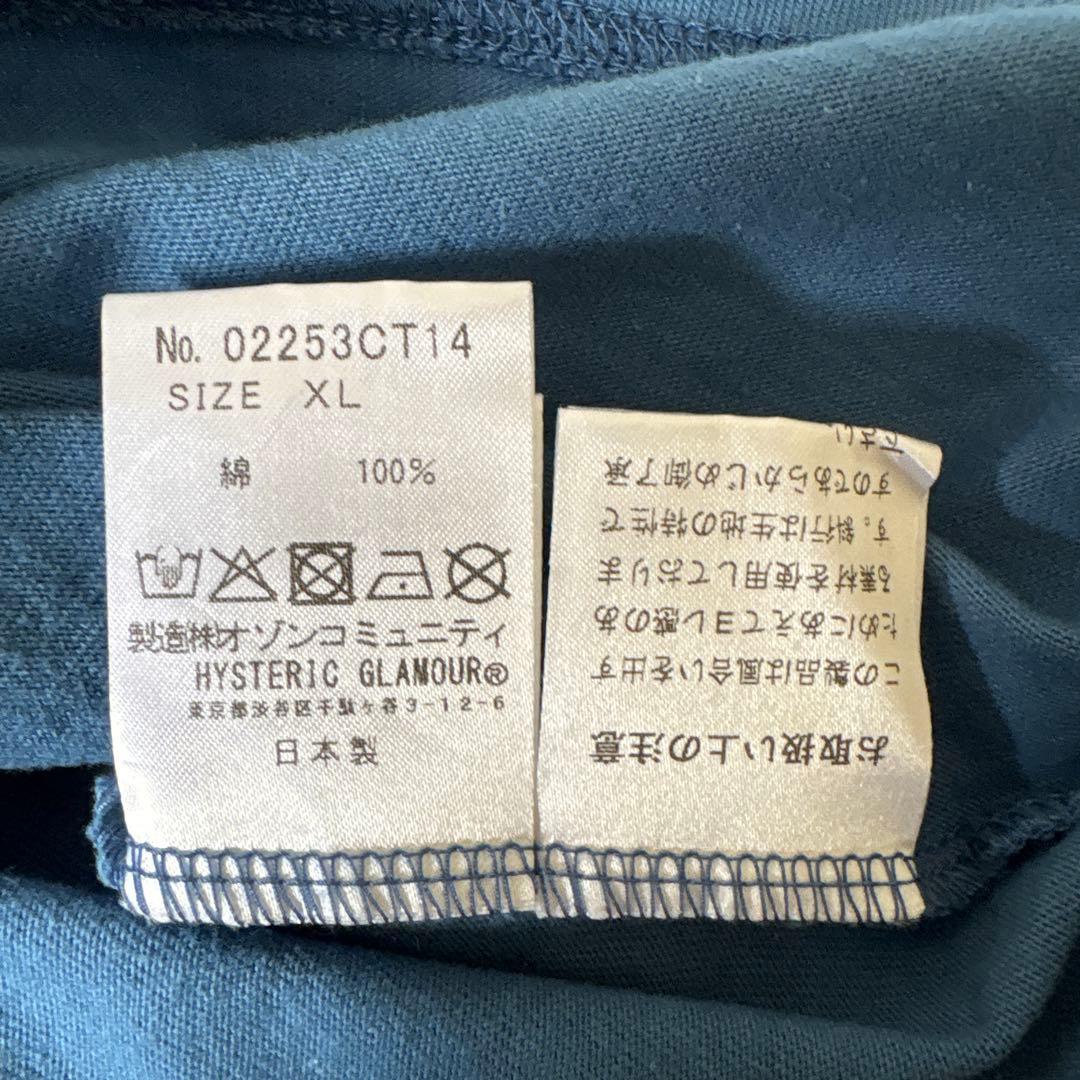 No. 02253CT14
SIZE XL
綿 100%
製造㈱オゾンコミュニティ
HYSTERIC GLAMOUR®
東京都渋谷区千駄ヶ谷3-12-6
日本製
お取扱い上の注意
この製品は風合いを出す
ためにあえてヨレ感のあ
る素材を使用しておりま
す。斜行は生地の特性で
すのであらかじめ御了承
下さい